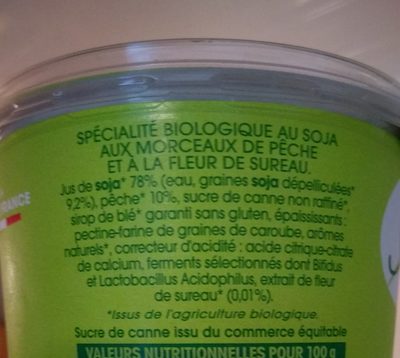 SPÉCIALITÉ BIOLOGIQUE AU SOJA
AUX MORCEAUX DE PÊCHE
ET À LA FLEUR DE SUREAU.
Jus de soja* 78% (eau, graines soja dépelliculées*
9,2%), pêche* 10%, sucre de canne non raffiné*,
sirop de blé* garanti sans gluten, épaississants :
pectine-farine de graines de caroube, arômes
naturels*, correcteur d'acidité : acide citrique-citrate
de calcium, ferments sélectionnés dont Bifidus
et Lactobacillus Acidophilus, extrait de fleur
de sureau* (0,01%).
*Issus de l'agriculture biologique.
Sucre de canne issu du commerce équitable
VALEURS NUTRITIONNELLES POUR 100 g